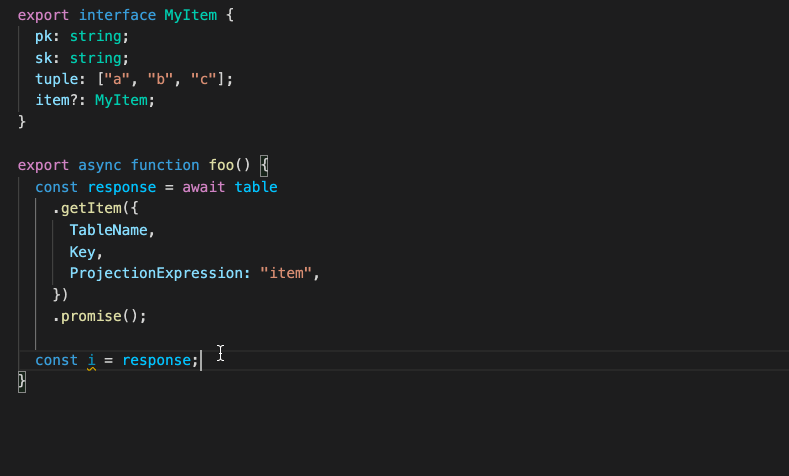 export interface MyItem {
  pk: string;
  sk: string;
  tuple: ["a", "b", "c"];
  item?: MyItem;
}
export async function foo() {
  const response = await table
    .getItem({
      TableName,
      Key,
      ProjectionExpression: "item",
    })
    .promise();
  const i = response;
}